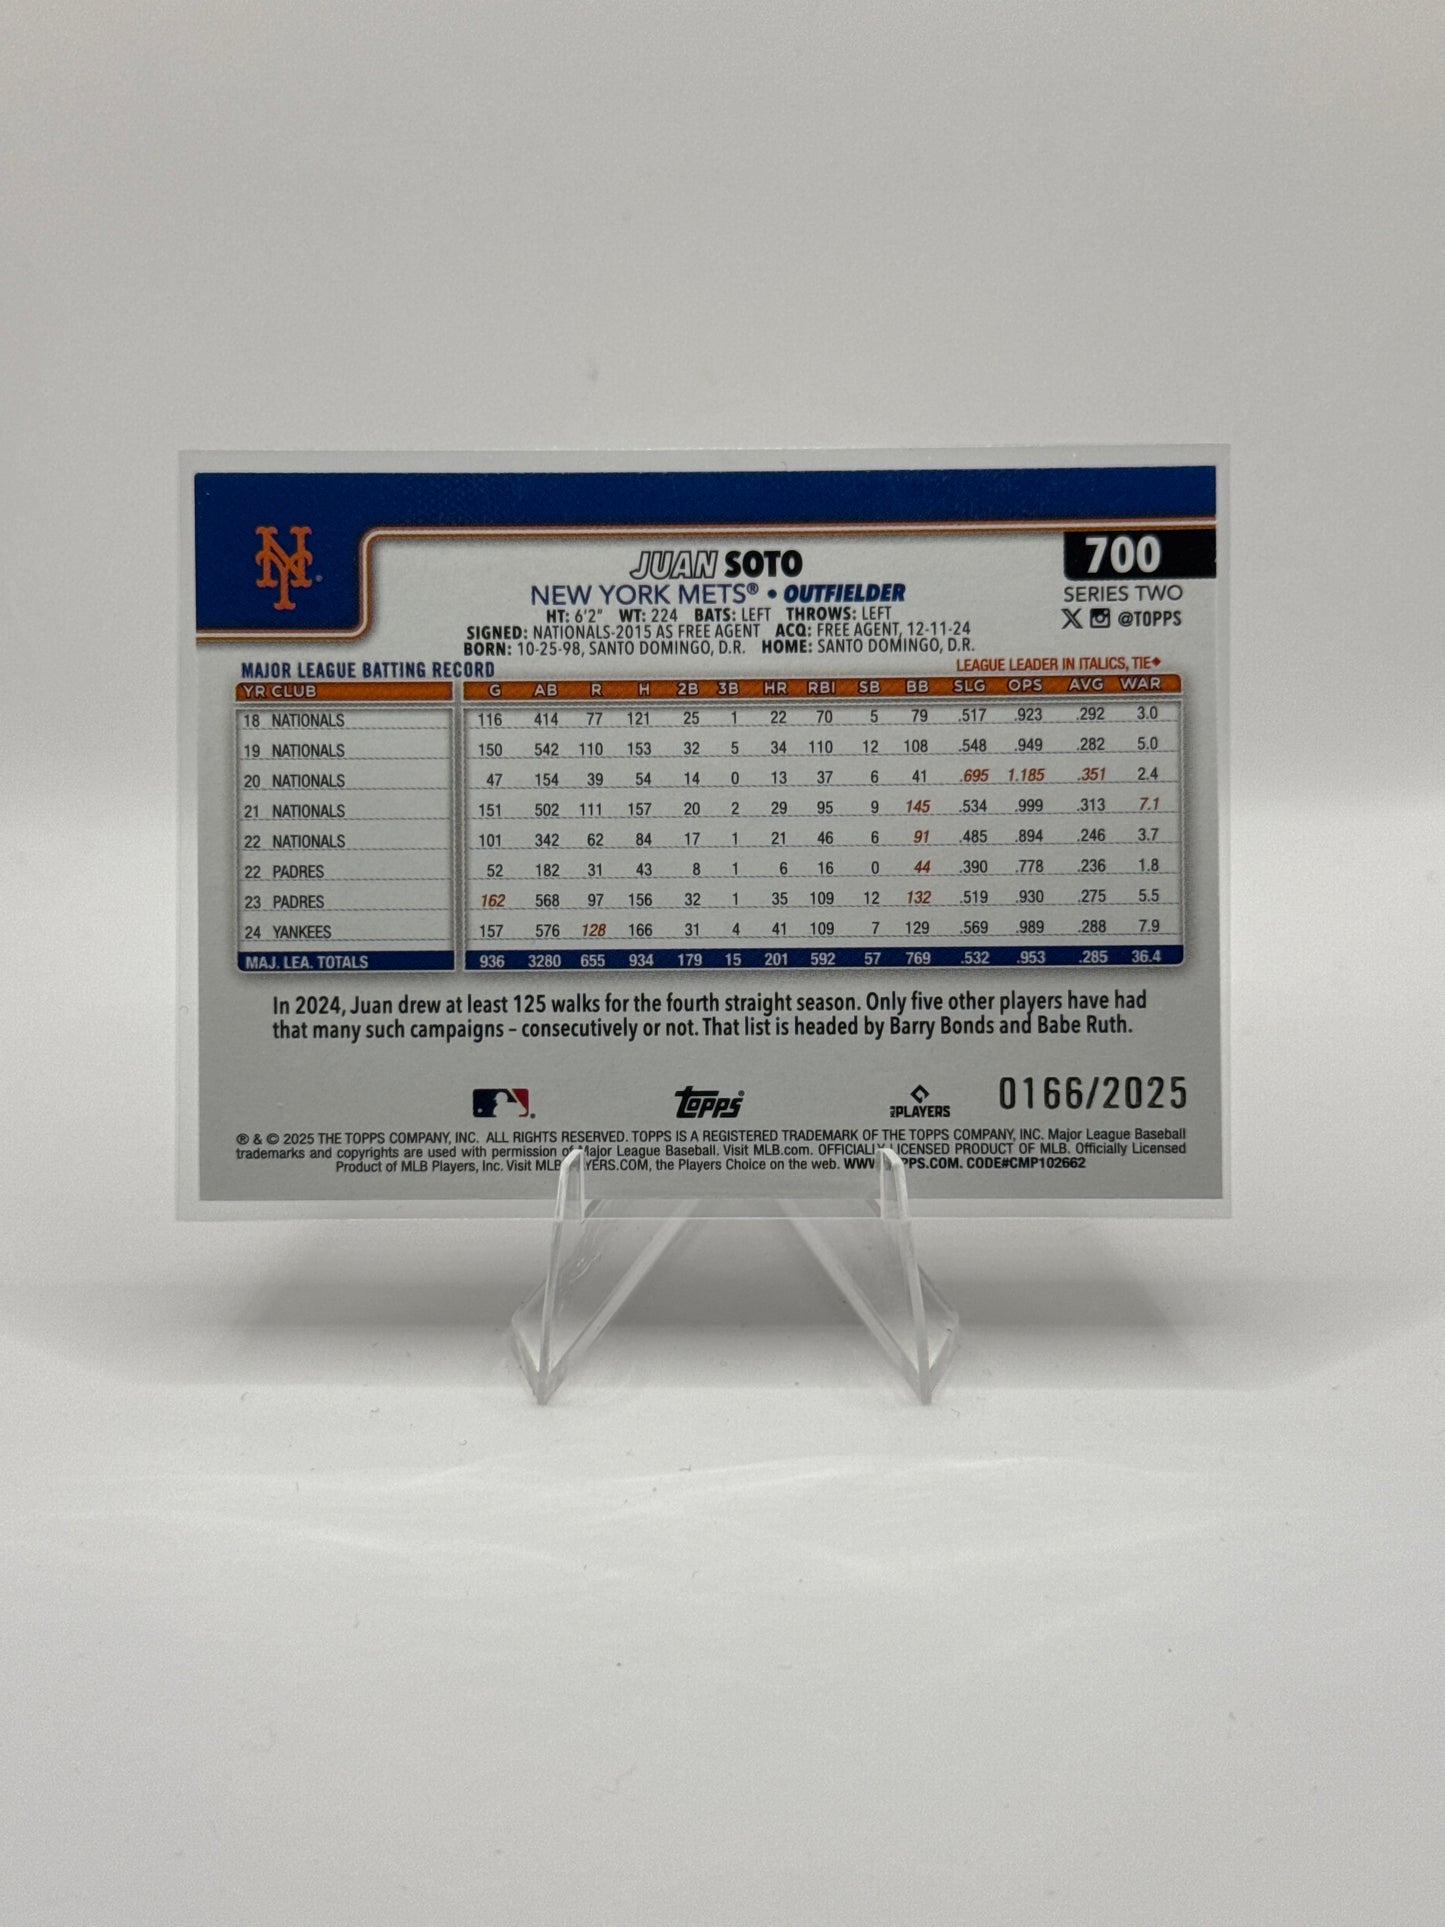 NY
JUAN SOTO
NEW YORK METS® • OUTFIELDER
HT: 6'2" WT: 224 BATS: LEFT THROWS: LEFT
SIGNED: NATIONALS-2015 AS FREE AGENT ACQ: FREE AGENT, 12-11-24
BORN: 10-25-98, SANTO DOMINGO, D.R. HOME: SANTO DOMINGO, D.R.
700
SERIES TWO
X @TOPPS
MAJOR LEAGUE BATTING RECORD LEAGUE LEADER IN ITALICS, TIE◆
YR CLUB G AB R H 2B 3B HR RBI SB BB SLG OPS AVG WAR
18 NATIONALS 116 414 77 121 25 1 22 70 5 79 .517 .923 .292 3.0
19 NATIONALS 150 542 110 153 32 5 34 110 12 108 .548 .949 .282 5.0
20 NATIONALS 47 154 39 54 14 0 13 37 6 41 .695 1.185 .351 2.4
21 NATIONALS 151 502 111 157 20 2 29 95 9 145 .534 .999 .313 7.1
22 NATIONALS 101 342 62 84 17 1 21 46 6 91 .485 .894 .246 3.7
22 PADRES 52 182 31 43 8 1 6 16 0 44 .390 .778 .236 1.8
23 PADRES 162 568 97 156 32 1 35 109 12 132 .519 .930 .275 5.5
24 YANKEES 157 576 128 166 31 4 41 109 7 129 .569 .989 .288 7.9
MAJ. LEA. TOTALS 936 3280 655 934 179 15 201 592 57 769 .532 .953 .285 36.4
In 2024, Juan drew at least 125 walks for the fourth straight season. Only five other players have had
that many such campaigns – consecutively or not. That list is headed by Barry Bonds and Babe Ruth.
Topps® PLAYERS 0166/2025
® & © 2025 THE TOPPS COMPANY, INC. ALL RIGHTS RESERVED. TOPPS IS A REGISTERED TRADEMARK OF THE TOPPS COMPANY, INC. Major League Baseball
trademarks and copyrights are used with permission of Major League Baseball. Visit MLB.com. OFFICIALLY LICENSED PRODUCT OF MLB. Officially Licensed
Product of MLB Players, Inc. Visit MLB YERS.COM, the Players Choice on the web. WWW PPS.COM. CODE#CMP102662